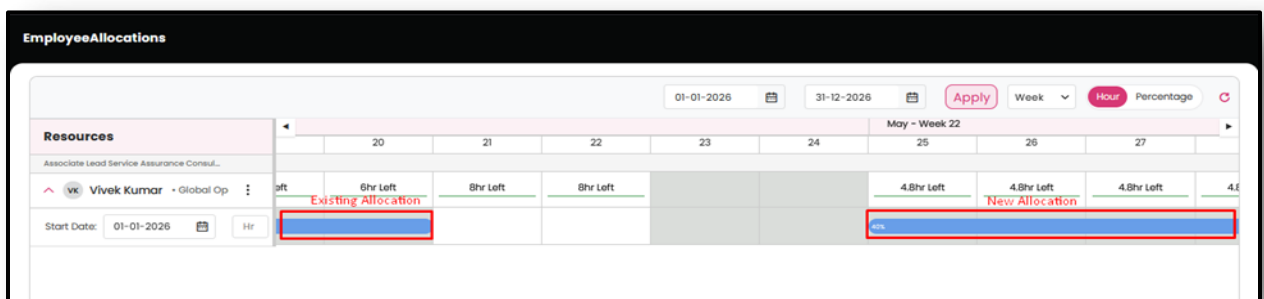 EmployeeAllocations
01-01-2026 31-12-2026 Apply Week Hour Percentage
Resources
May - Week 22
20 21 22 23 24 25 26 27
Associate Lead Service Assurance Consul...
VK Vivek Kumar • Global Op
eft 6hr Left 8hr Left 8hr Left 4.8hr Left 4.8hr Left 4.8hr Left 4.8
Existing Allocation New Allocation
Start Date: 01-01-2026 Hr
40%